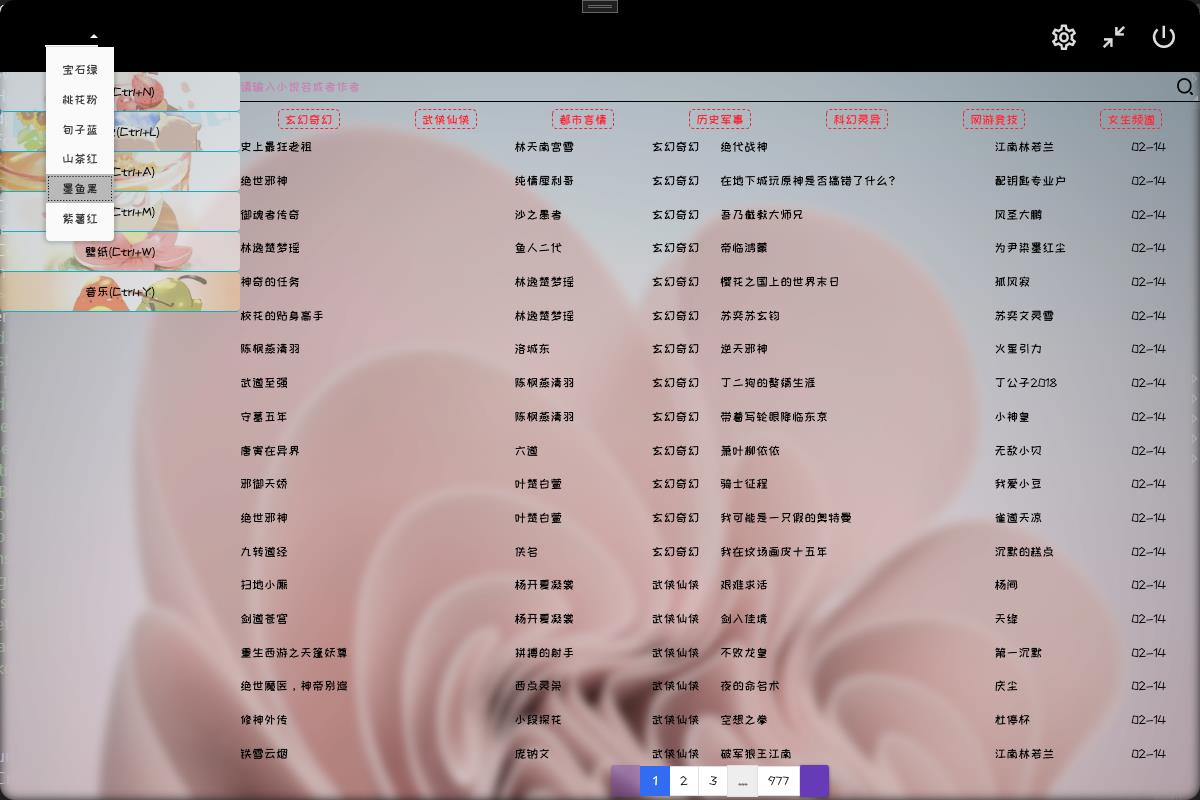 宝石绿
桃花粉
旬子蓝
山茶红
墨鱼黑
紫薯红
Ctrl+N)
(Ctrl+L)
Ctrl+A)
Ctrl+M)
壁纸(Ctrl+W)
音乐(Ctrl+Y)
请输入小说名或者作者
玄幻奇幻 武侠仙侠 都市言情 历史军事 科幻灵异 网游竞技 女生频道
史上最狂老祖 林天南宫雪 玄幻奇幻 绝代战神 江南林若兰 02-14
绝世邪神 纯情犀利哥 玄幻奇幻 在地下城玩原神是否搞错了什么? 配钥匙专业户 02-14
御魂者传奇 沙之愚者 玄幻奇幻 吾乃截教大师兄 风圣大鹏 02-14
林逸楚梦瑶 鱼人二代 玄幻奇幻 帝临鸿蒙 为尹染墨红尘 02-14
神奇的任务 林逸楚梦瑶 玄幻奇幻 樱花之国上的世界末日 孤风寂 02-14
校花的贴身高手 林逸楚梦瑶 玄幻奇幻 苏奕苏玄钧 苏奕文灵雪 02-14
陈枫燕清羽 洛城东 玄幻奇幻 逆天邪神 火星引力 02-14
武道至强 陈枫燕清羽 玄幻奇幻 丁二狗的赘婿生涯 丁公子2018 02-14
守墓五年 陈枫燕清羽 玄幻奇幻 带着写轮眼降临东京 小神皇 02-14
唐寅在异界 六道 玄幻奇幻 萧叶柳依依 无敌小贝 02-14
邪御天娇 叶楚白萱 玄幻奇幻 骑士征程 我爱小豆 02-14
绝世邪神 叶楚白萱 玄幻奇幻 我可能是一只假的奥特曼 雀道天凉 02-14
九转道经 佚名 玄幻奇幻 我在坟场画皮十五年 沉默的糕点 02-14
扫地小厮 杨开夏凝裳 武侠仙侠 艰难求活 杨间 02-14
剑道苍宫 杨开夏凝裳 武侠仙侠 剑入佳境 天绛 02-14
重生西游之天篷妖尊 拼搏的射手 武侠仙侠 不败龙皇 第一沉默 02-14
绝世魔医，神帝别逃 西点灵架 武侠仙侠 夜的命名术 庆尘 02-14
修神外传 小段探花 武侠仙侠 空想之拳 杜停杯 02-14
铁雪云烟 庞钠文 武侠仙侠 破军狼王江南 江南林若兰 02-14
1 2 3 ... 977